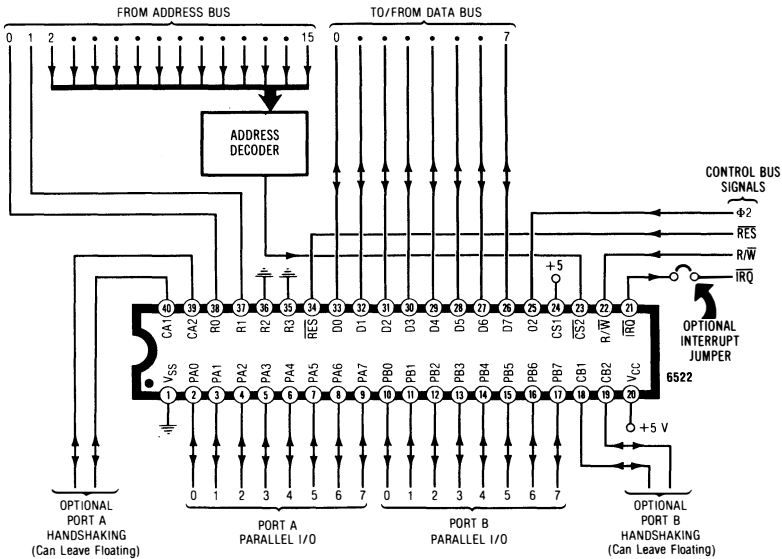 FROM ADDRESS BUS
TO/FROM DATA BUS
0 1 2 • • • • • • • • • • • 15
0 • • • • • • 7
ADDRESS
DECODER
CONTROL BUS
SIGNALS
Φ2
R̅E̅S̅
R/W̅
I̅R̅Q̅
+5
OPTIONAL
INTERRUPT
JUMPER
40 39 38 37 36 35 34 33 32 31 30 29 28 27 26 25 24 23 22 21
CA1 CA2 R0 R1 R2 R3 R̅E̅S̅ D0 D1 D2 D3 D4 D5 D6 D7 Ο2 CS1 C̅S̅2̅ R/W̅ I̅R̅Q̅
6522
VSS PA0 PA1 PA2 PA3 PA4 PA5 PA6 PA7 PB0 PB1 PB2 PB3 PB4 PB5 PB6 PB7 CB1 CB2 VCC
1 2 3 4 5 6 7 8 9 10 11 12 13 14 15 16 17 18 19 20
+5 V
0 1 2 3 4 5 6 7
0 1 2 3 4 5 6 7
OPTIONAL
PORT A
HANDSHAKING
(Can Leave Floating)
PORT A
PARALLEL I/O
PORT B
PARALLEL I/O
OPTIONAL
PORT B
HANDSHAKING
(Can Leave Floating)